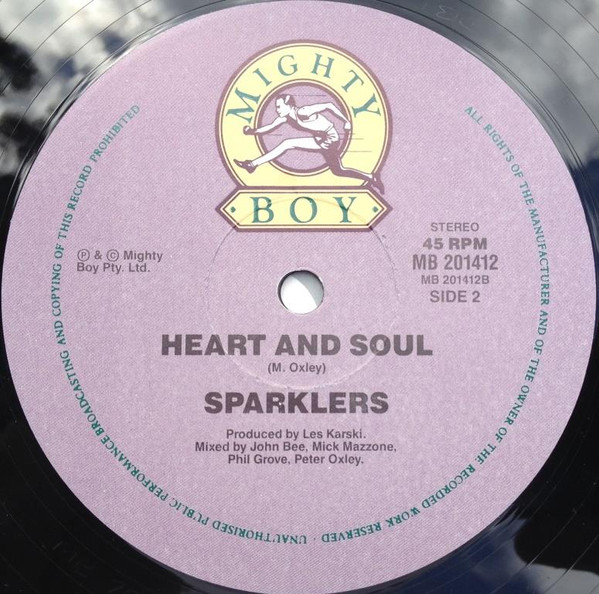 MIGHTY
BOY
STEREO
45 RPM
MB 201412
MB 201412B
SIDE 2
Ⓟ & © Mighty
Boy Pty. Ltd.
HEART AND SOUL
(M. Oxley)
SPARKLERS
Produced by Les Karski.
Mixed by John Bee, Mick Mazzone,
Phil Grove, Peter Oxley.
ALL RIGHTS OF THE MANUFACTURER AND OF THE OWNER OF THE RECORDED WORK RESERVED · UNAUTHORISED PUBLIC PERFORMANCE BROADCASTING AND COPYING OF THIS RECORD PROHIBITED